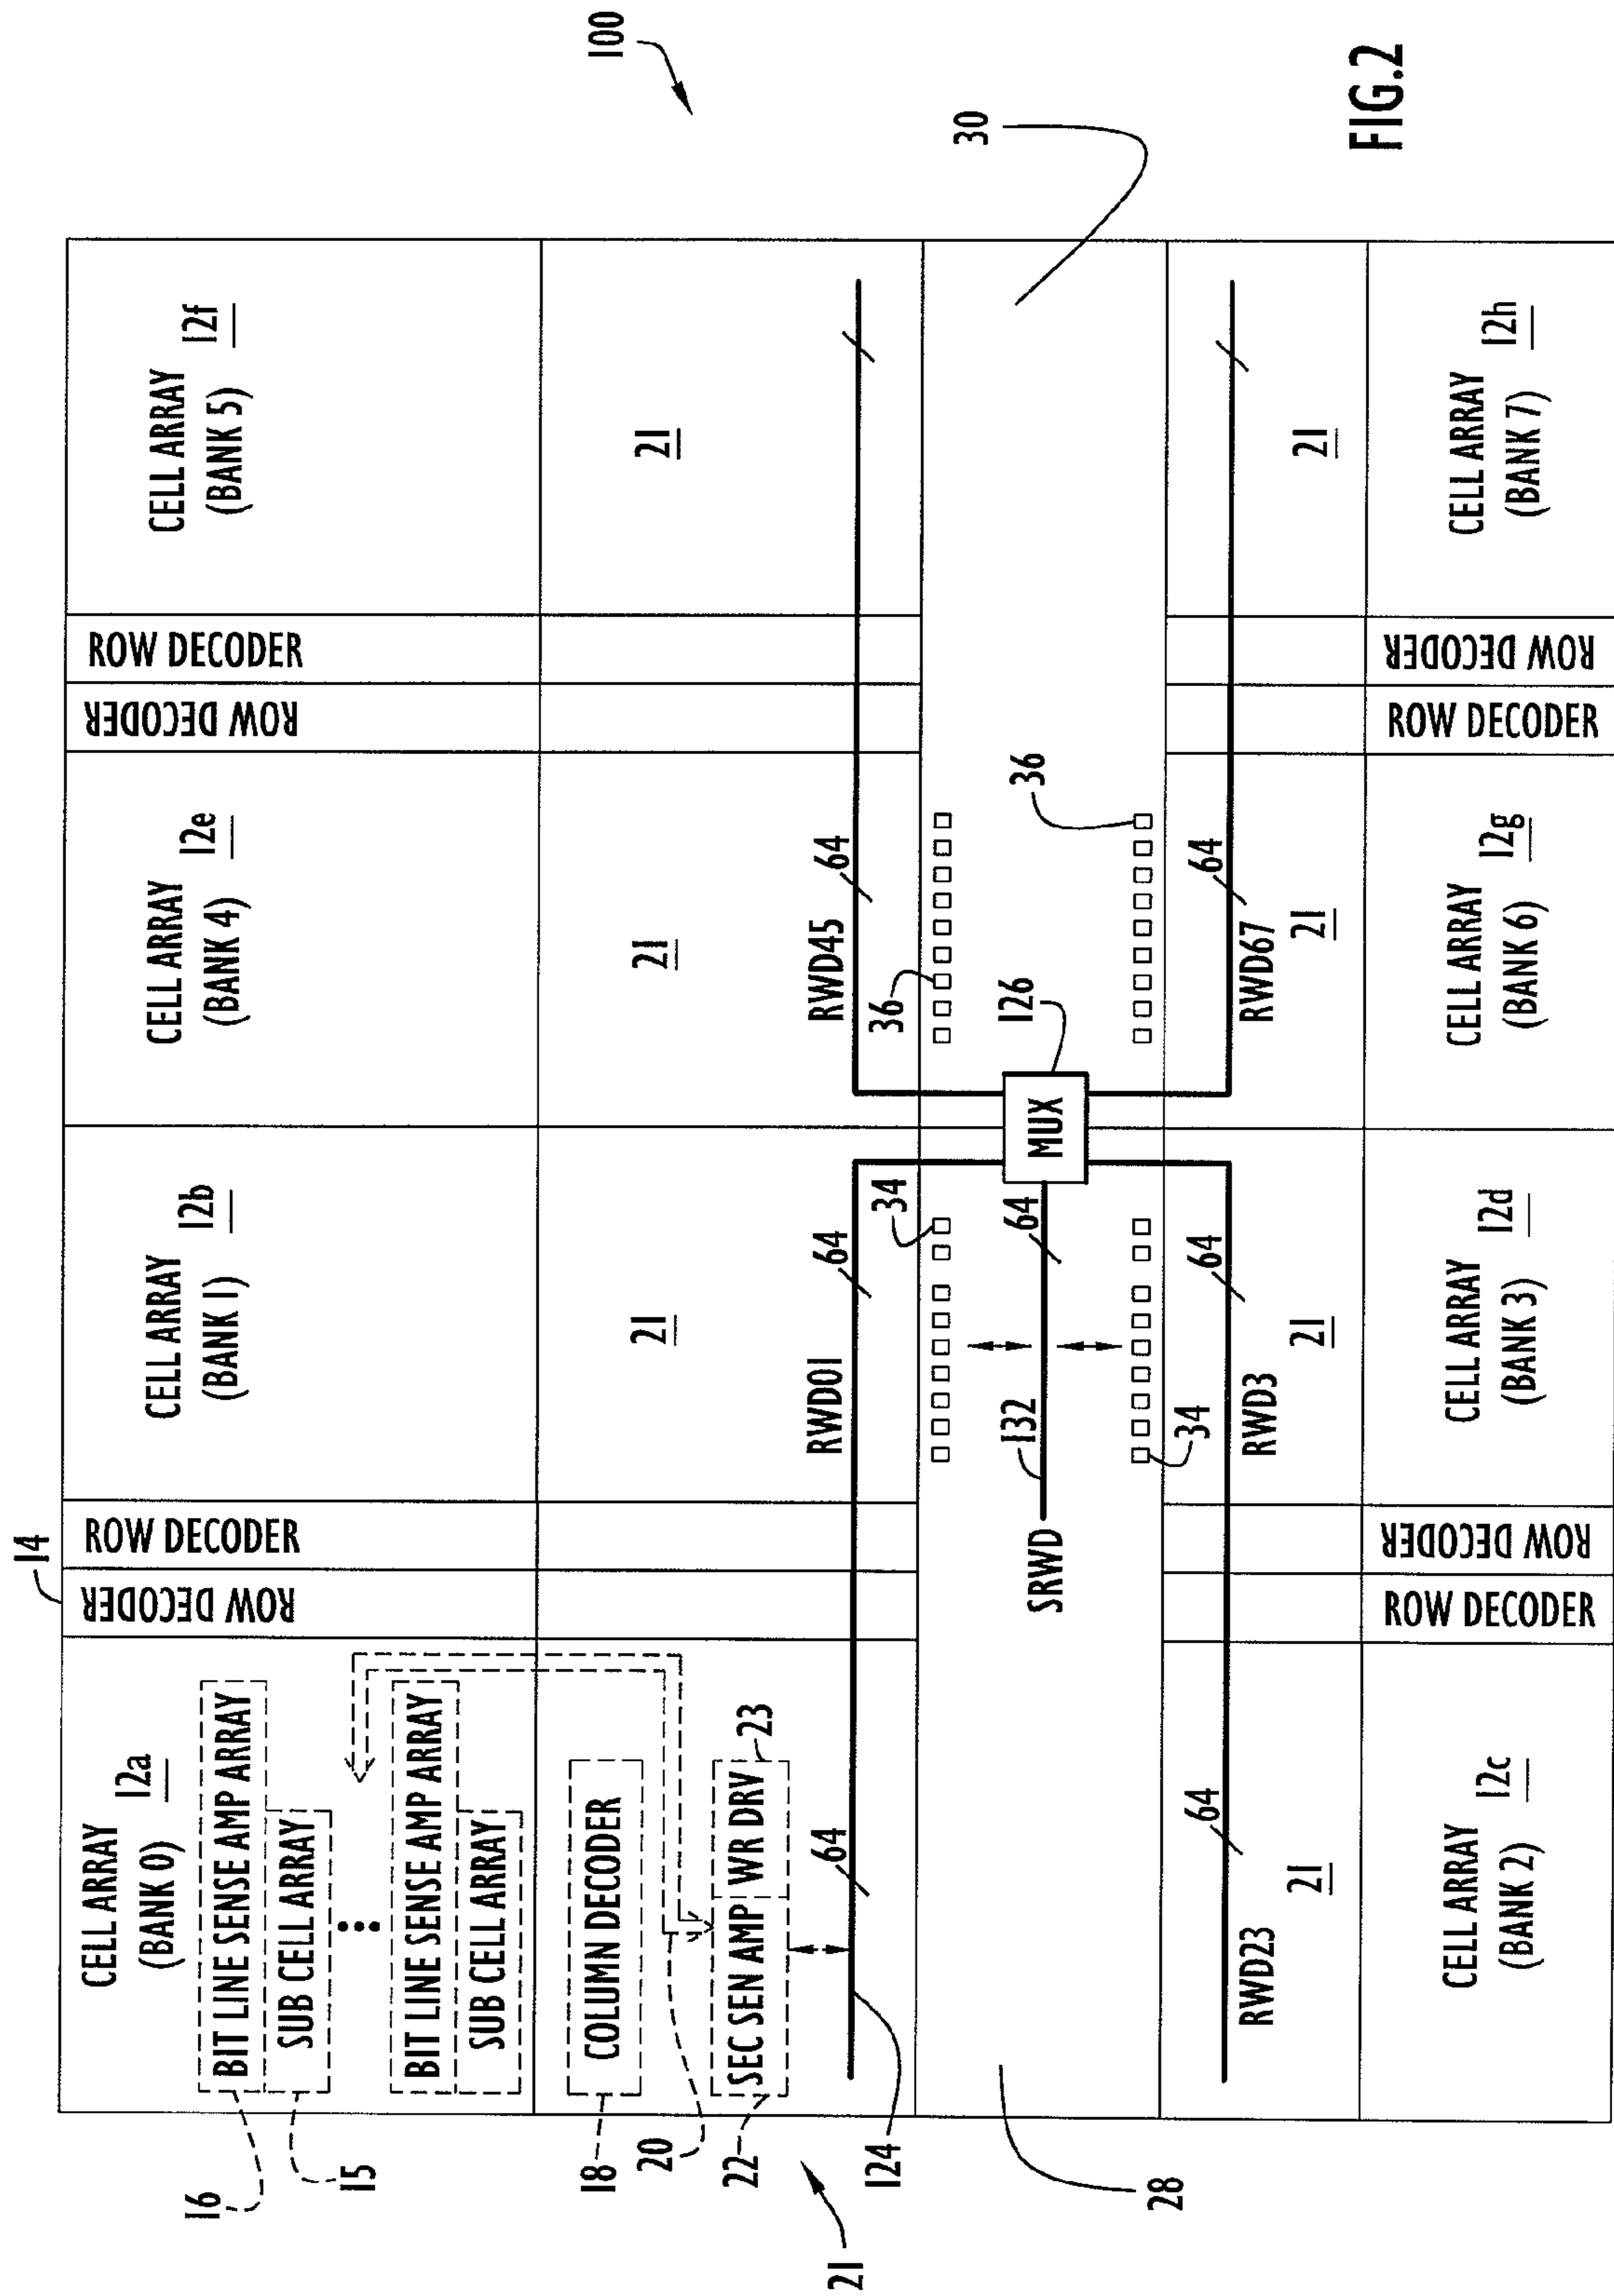 100
14
CELL ARRAY
(BANK 0)
12a
BIT LINE SENSE AMP ARRAY
SUB CELL ARRAY
BIT LINE SENSE AMP ARRAY
SUB CELL ARRAY
16
15
ROW DECODER
ROW DECODER
CELL ARRAY
(BANK 1)
12b
CELL ARRAY
(BANK 4)
12e
ROW DECODER
ROW DECODER
CELL ARRAY
(BANK 5)
12f
COLUMN DECODER
18
20
SEC SEN AMP
WR DRV
22
23
21
21
21
21
64
124
RWD01
64
RWD45
64
34
36
28
SRWD
132
64
MUX
126
36
30
34
RWD23
64
RWD3
64
RWD67
64
21
21
21
21
CELL ARRAY
(BANK 2)
12c
ROW DECODER
ROW DECODER
CELL ARRAY
(BANK 3)
12d
CELL ARRAY
(BANK 6)
12g
ROW DECODER
ROW DECODER
CELL ARRAY
(BANK 7)
12h
FIG.2